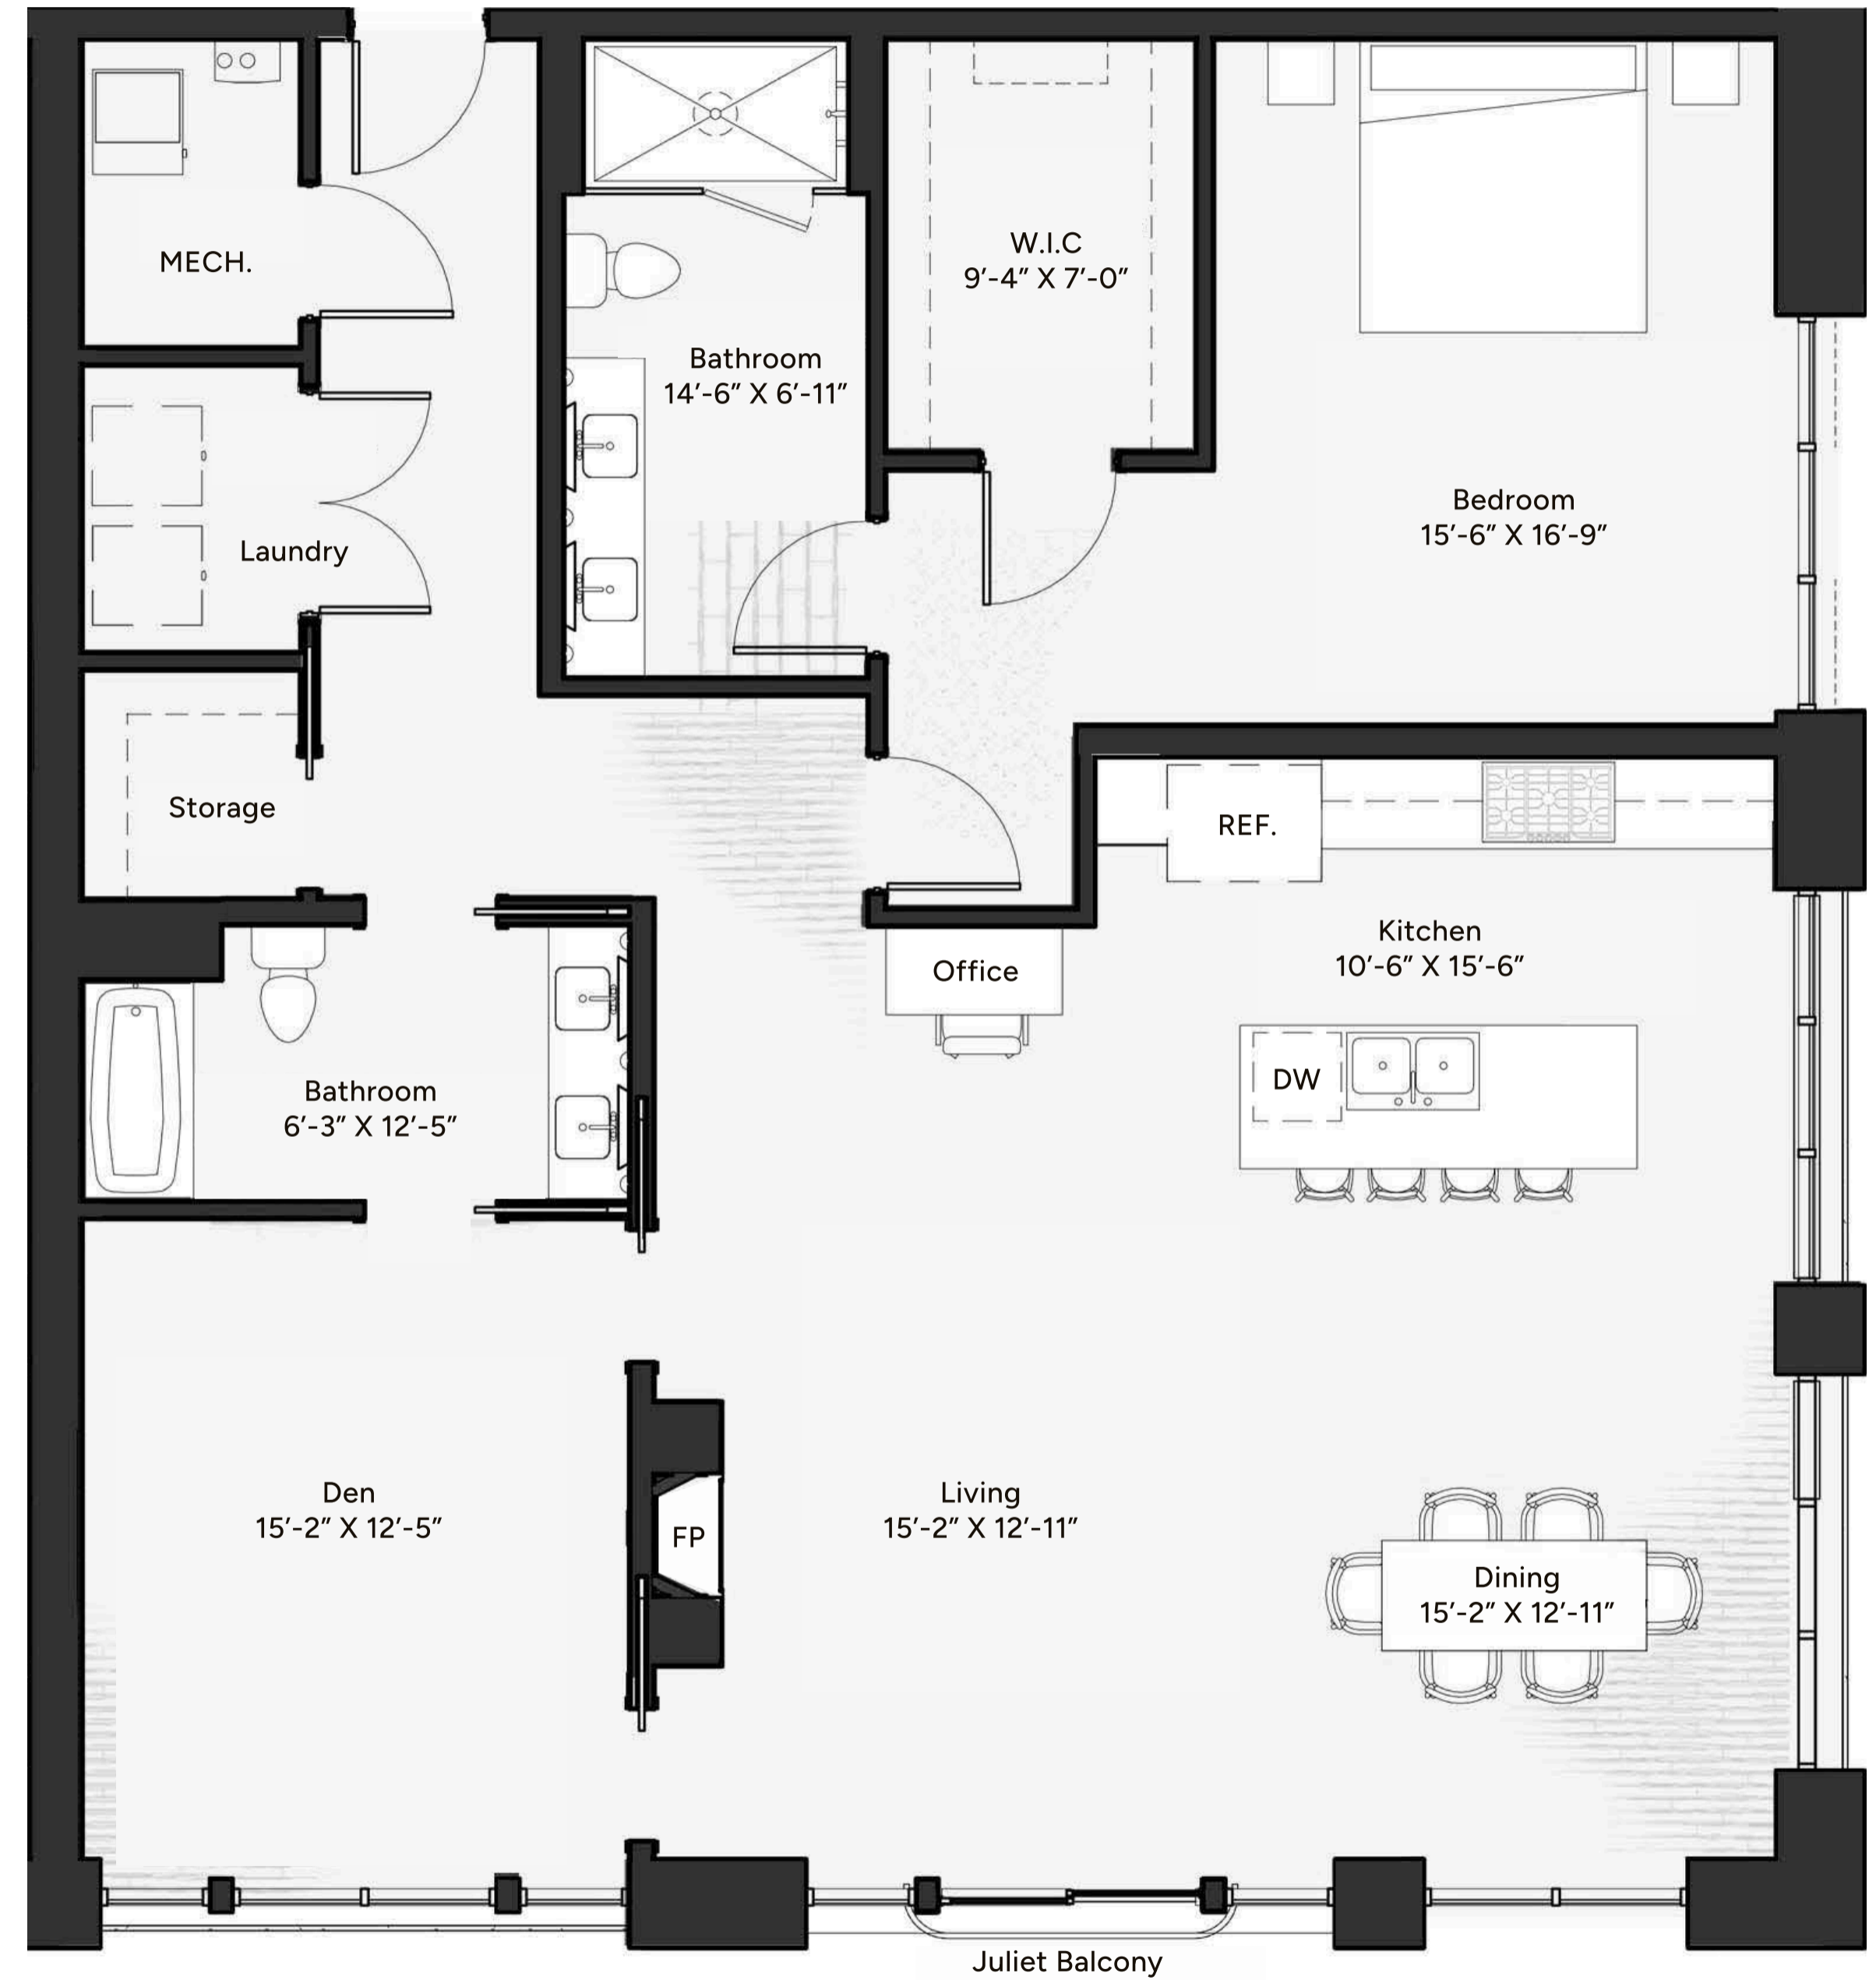 MECH.
W.I.C
9′-4″ X 7′-0″
Bathroom
14′-6″ X 6′-11″
Bedroom
15′-6″ X 16′-9″
Laundry
Storage
REF.
Kitchen
10′-6″ X 15′-6″
Office
DW
Bathroom
6′-3″ X 12′-5″
Den
15′-2″ X 12′-5″
FP
Living
15′-2″ X 12′-11″
Dining
15′-2″ X 12′-11″
Juliet Balcony